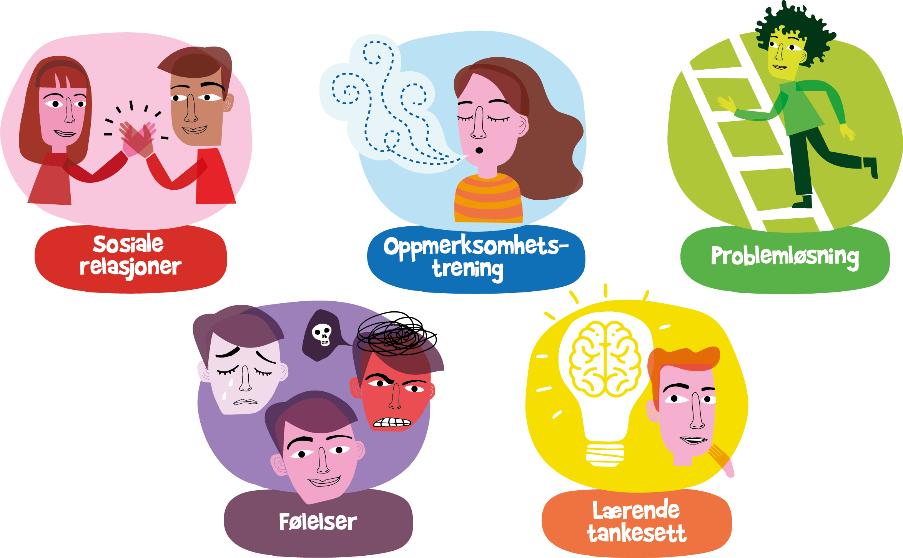 Sosiale
relasjoner
Oppmerksomhets-
trening
Problemløsning
Følelser
Lærende
tankesett